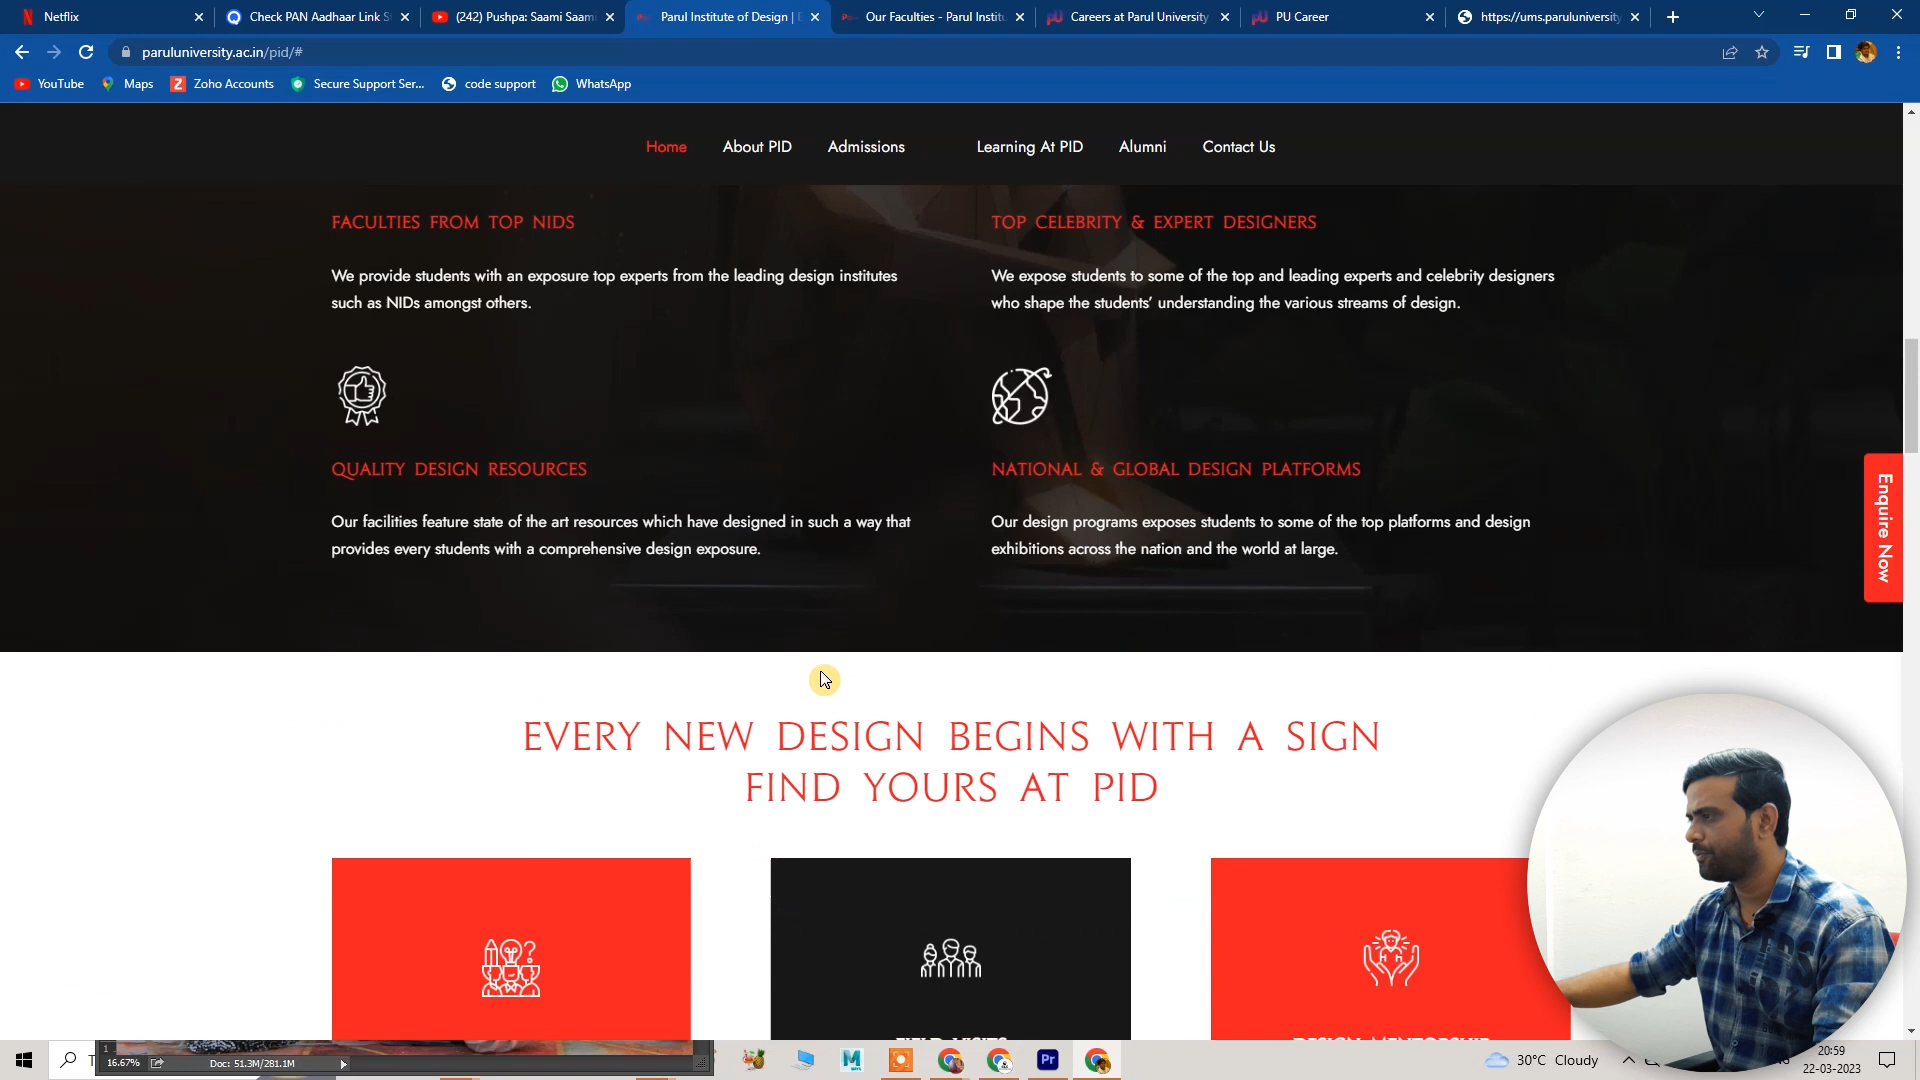 Netflix
Check PAN Aadhaar Link S
(242) Pushpa: Saami Saami
Parul Institute of Design | B
Our Faculties - Parul Institu
Careers at Parul University
PU Career
https://ums.paruluniversity
paruluniversity.ac.in/pid/#
YouTube
Maps
Zoho Accounts
Secure Support Ser...
code support
WhatsApp
Home
About PID
Admissions
Learning At PID
Alumni
Contact Us
FACULTIES FROM TOP NIDS
We provide students with an exposure top experts from the leading design institutes
such as NIDs amongst others.
TOP CELEBRITY & EXPERT DESIGNERS
We expose students to some of the top and leading experts and celebrity designers
who shape the students' understanding the various streams of design.
QUALITY DESIGN RESOURCES
Our facilities feature state of the art resources which have designed in such a way that
provides every students with a comprehensive design exposure.
NATIONAL & GLOBAL DESIGN PLATFORMS
Our design programs exposes students to some of the top platforms and design
exhibitions across the nation and the world at large.
Enquire Now
EVERY NEW DESIGN BEGINS WITH A SIGN
FIND YOURS AT PID
FIELD VISITS
DESIGN MENTORSHIP
T
1
16.67%
Doc: 51.3M/281.1M
30°C Cloudy
20:59
22-03-2023